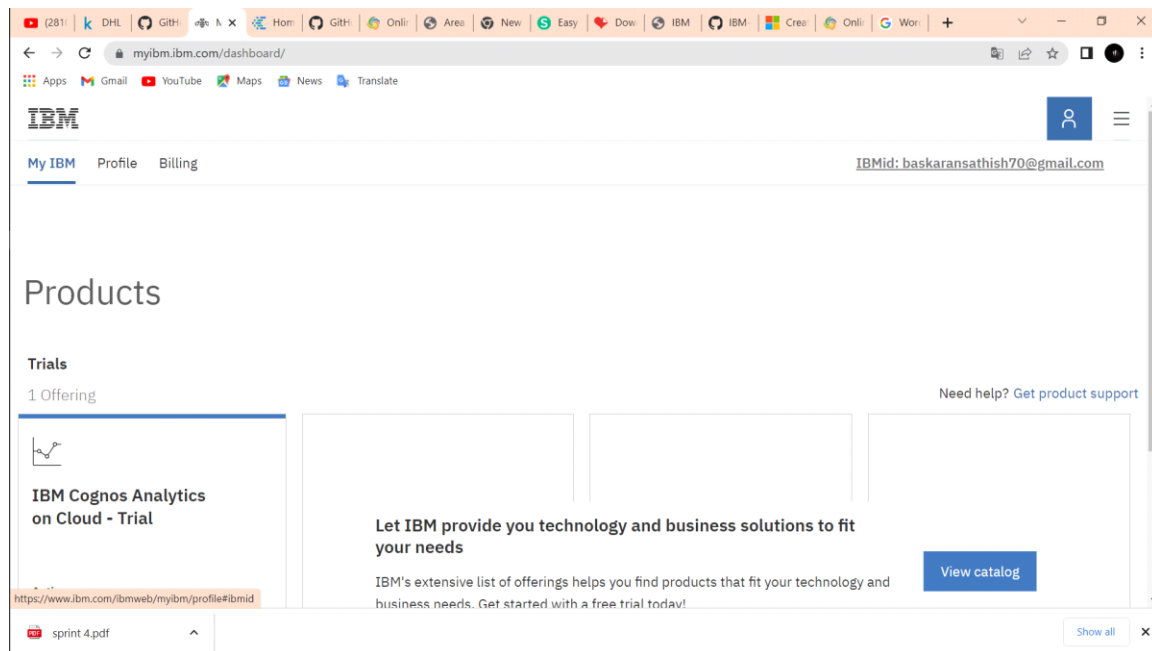 (281)
DHL
GitH
N
Hom
GitH
Onlin
Area
New
Easy
Dow
IBM
IBM-
Crea
Onlin
Wor
myibm.ibm.com/dashboard/
Apps Gmail YouTube Maps News Translate
IBM
My IBM Profile Billing IBMid: baskaransathish70@gmail.com
Products
Trials
1 Offering
Need help? Get product support
IBM Cognos Analytics
on Cloud - Trial
Let IBM provide you technology and business solutions to fit
your needs
IBM's extensive list of offerings helps you find products that fit your technology and
business needs. Get started with a free trial today!
View catalog
https://www.ibm.com/ibmweb/myibm/profile#ibmid
sprint 4.pdf
Show all